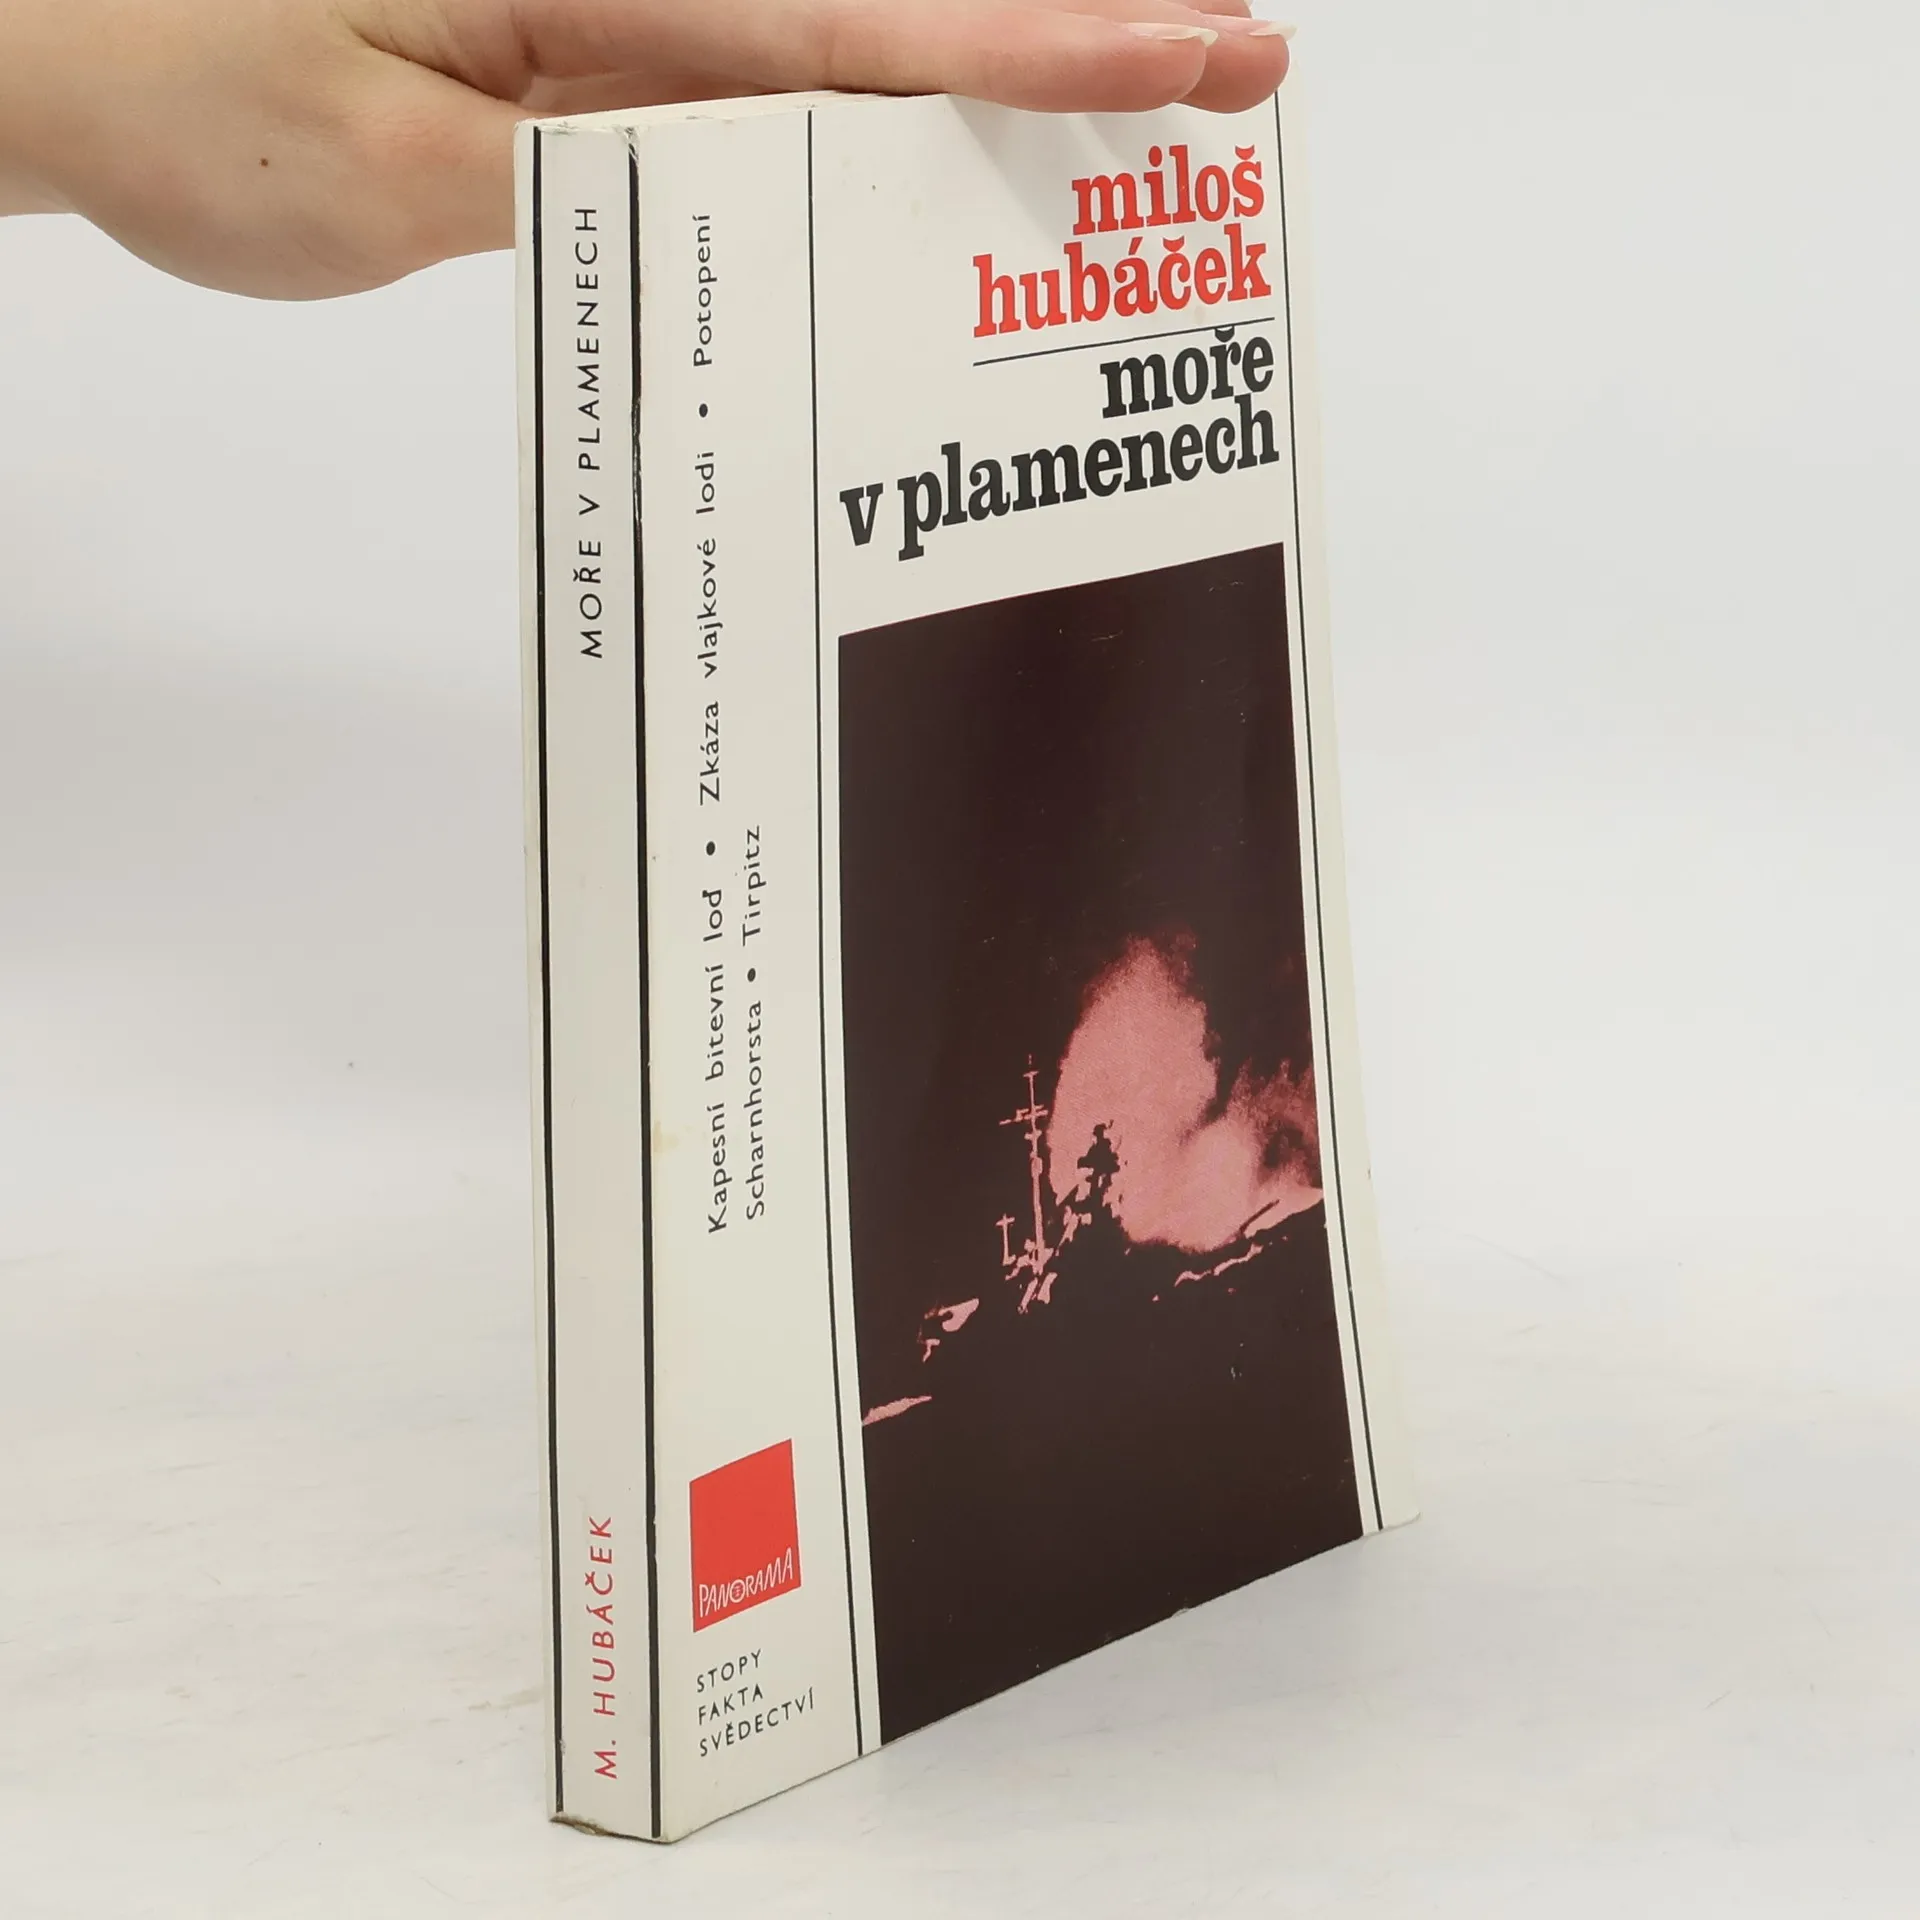 MOŘE V PLAMENECH
M. HUBÁČEK
Kapesní bitevní loď • Zkáza vlajkové lodi • Potopení
Scharnhorsta • Tirpitz
miloš
hubáček
moře
v plamenech
PANORAMA
STOPY
FAKTA
SVĚDECTVÍ